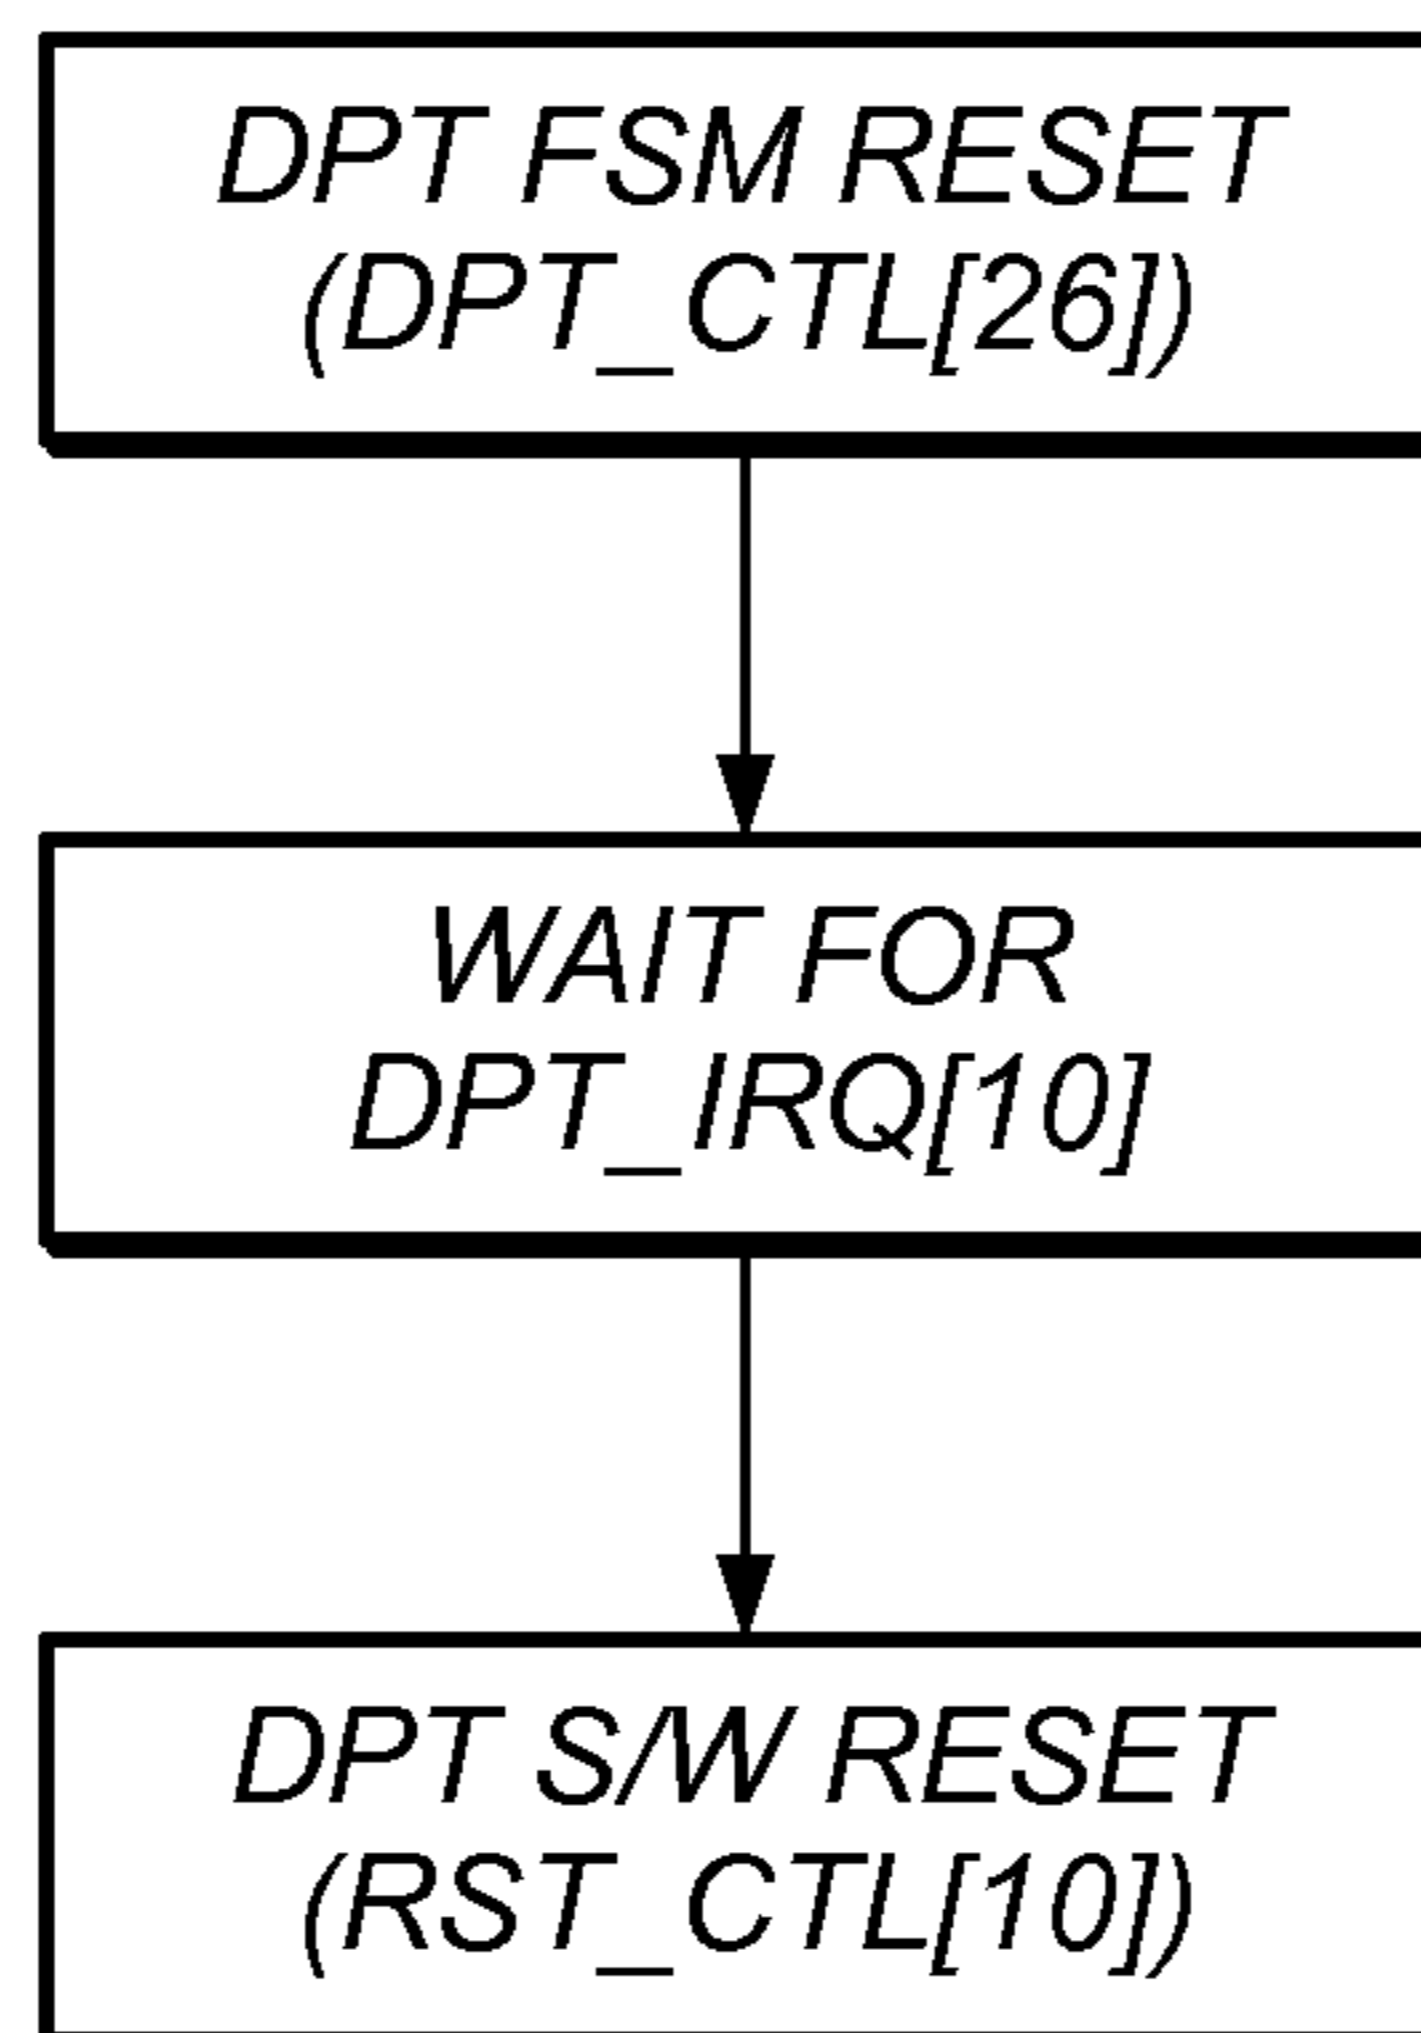 DPT FSM RESET
(DPT_CTL[26])
WAIT FOR
DPT_IRQ[10]
DPT S/W RESET
(RST_CTL[10])